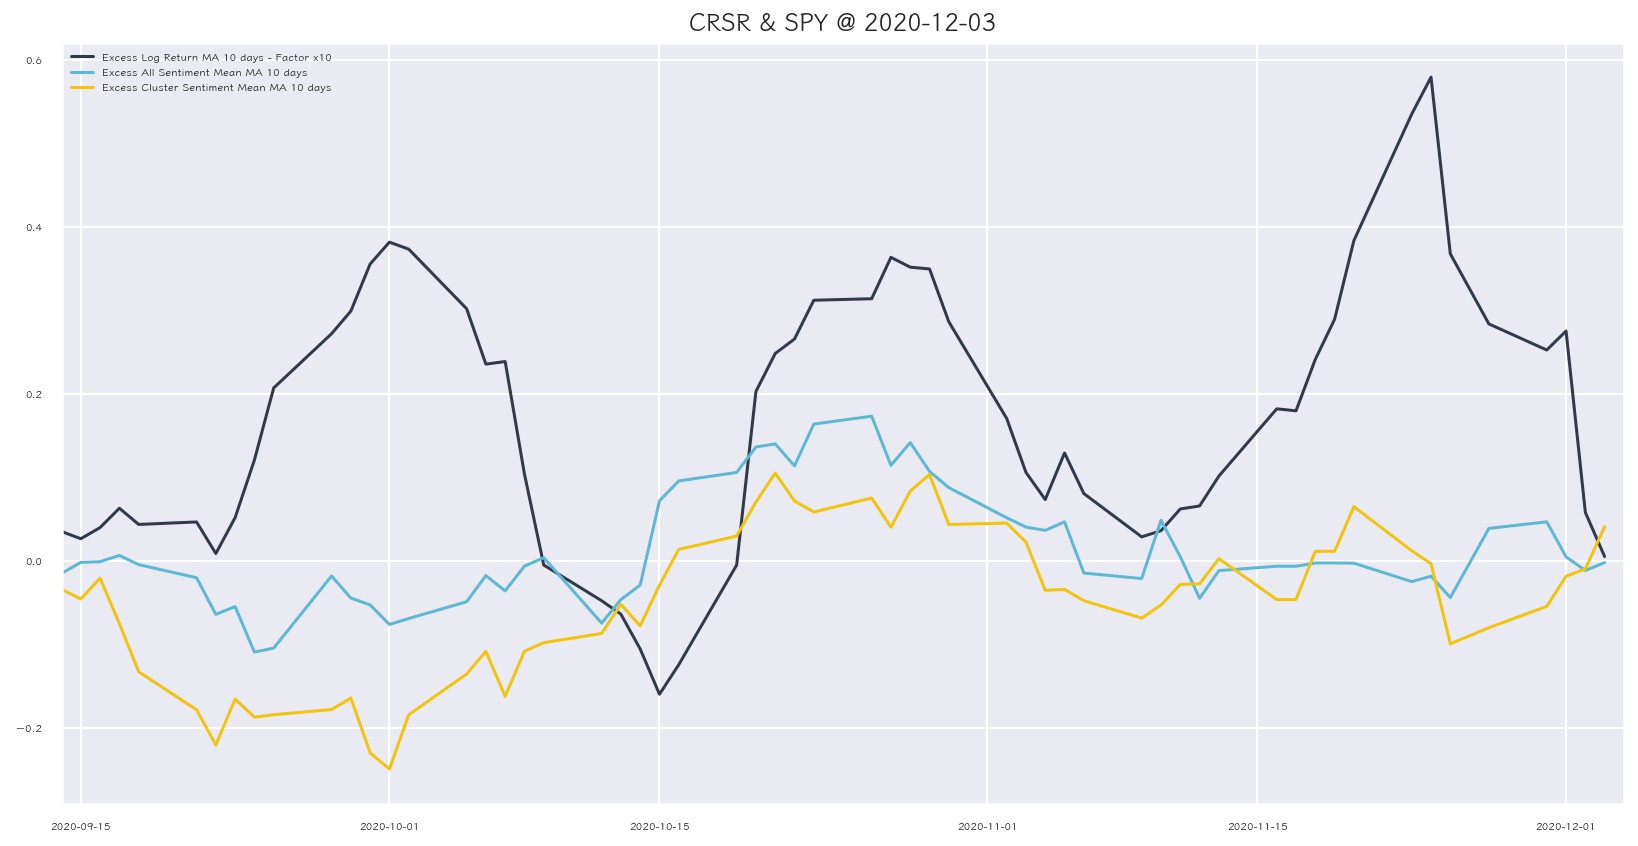 CRSR & SPY @ 2020-12-03
Excess Log Return MA 10 days - Factor x10
Excess All Sentiment Mean MA 10 days
Excess Cluster Sentiment Mean MA 10 days
0.6
0.4
0.2
0.0
−0.2
2020-09-15 2020-10-01 2020-10-15 2020-11-01 2020-11-15 2020-12-01